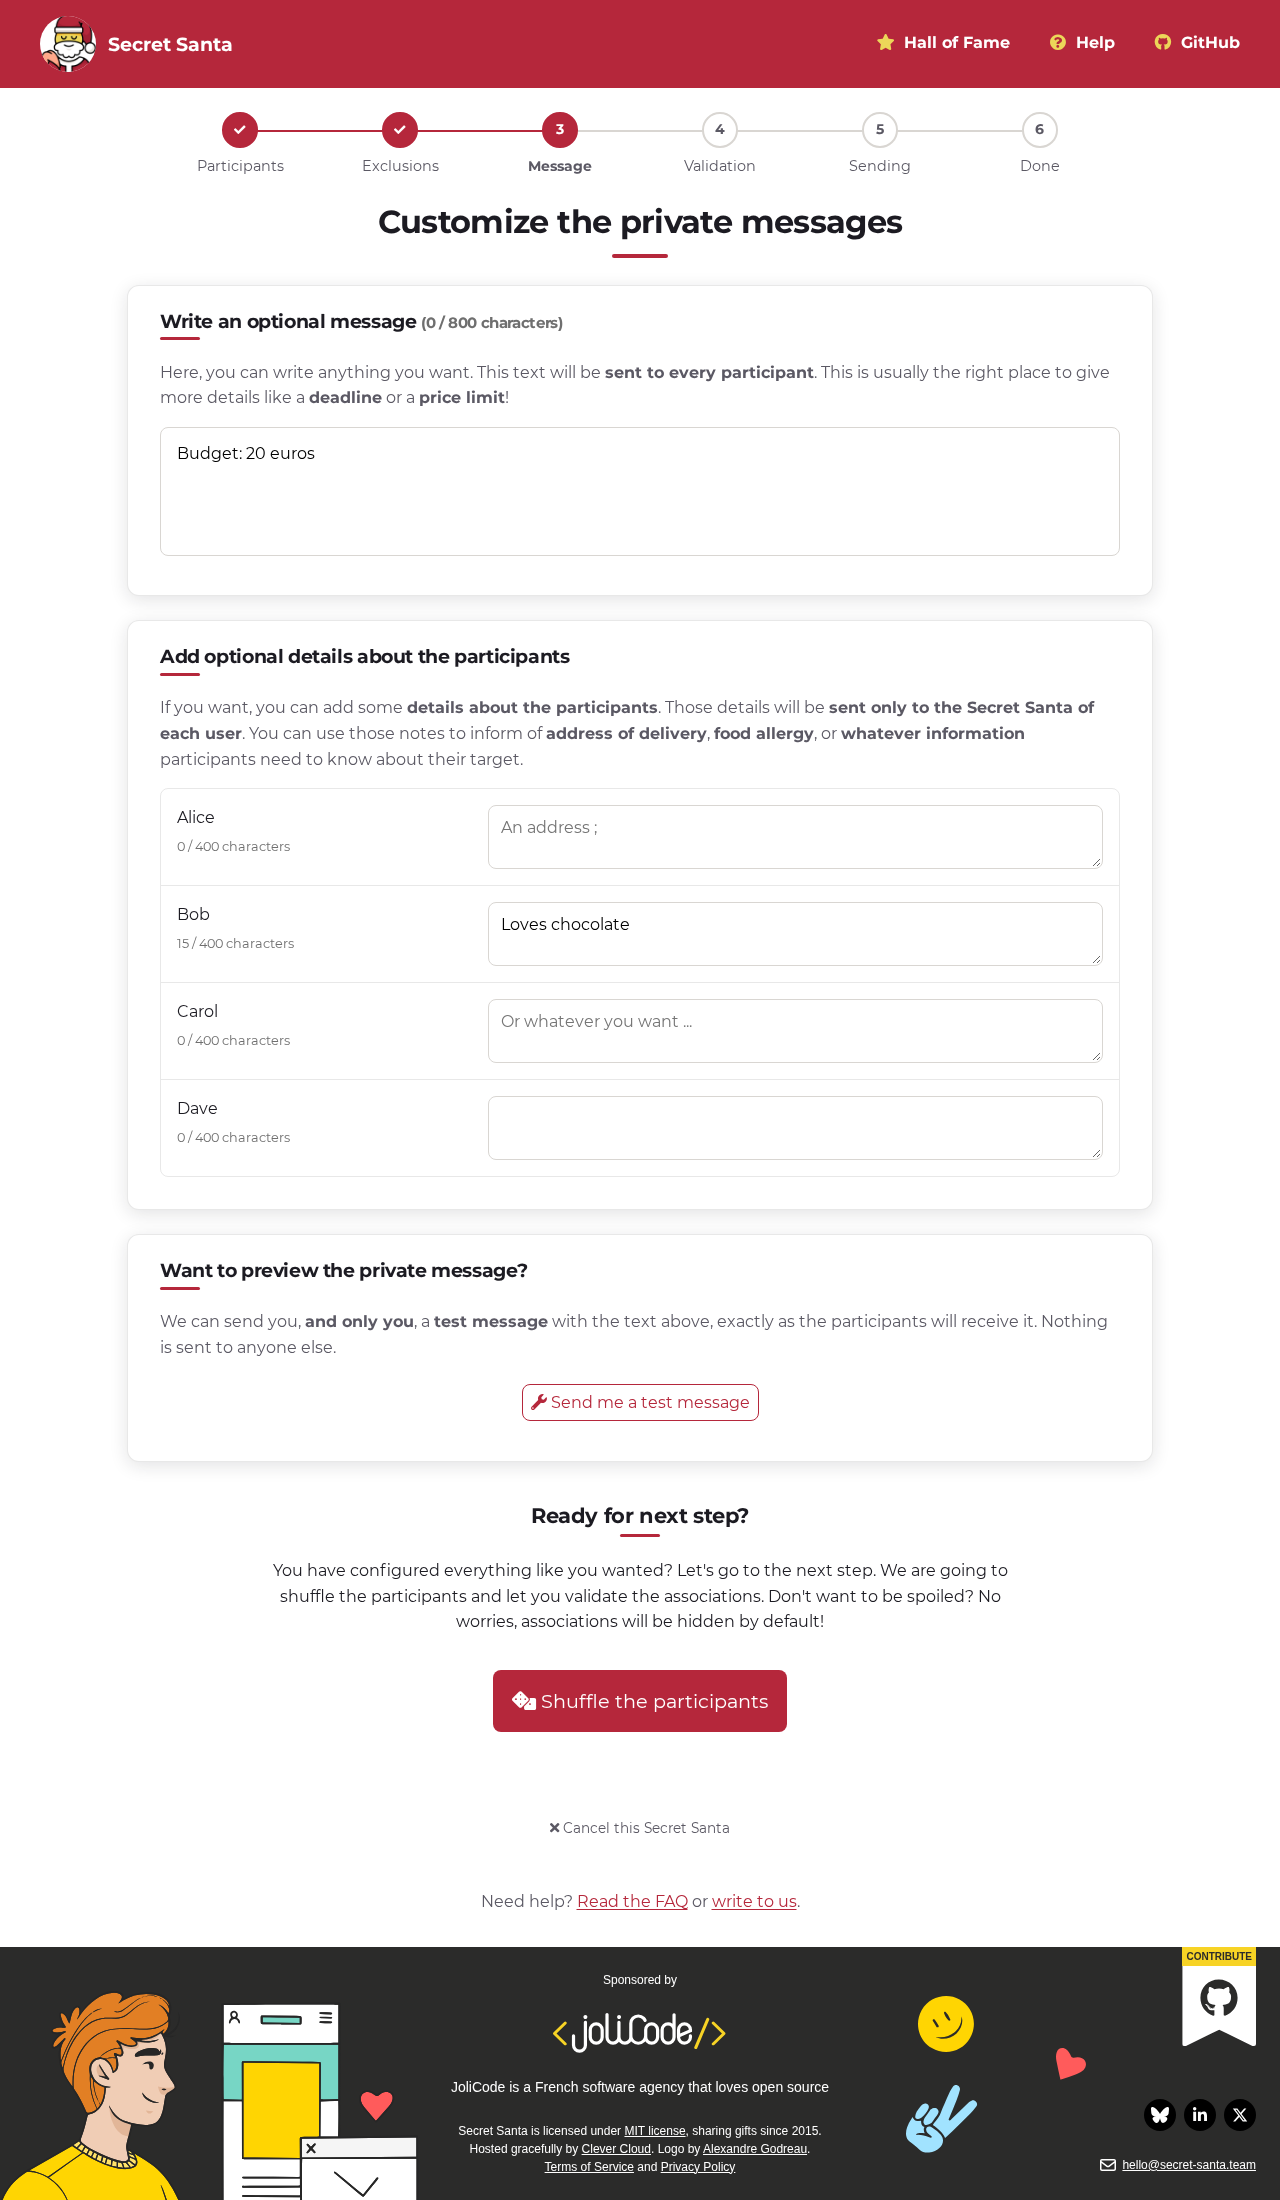 Secret Santa
Hall of Fame
Help
GitHub
3
4
5
6
Participants
Exclusions
Message
Validation
Sending
Done
Customize the private messages
Write an optional message (0 / 800 characters)
Here, you can write anything you want. This text will be sent to every participant. This is usually the right place to give
more details like a deadline or a price limit!
Budget: 20 euros
Add optional details about the participants
If you want, you can add some details about the participants. Those details will be sent only to the Secret Santa of
each user. You can use those notes to inform of address of delivery, food allergy, or whatever information
participants need to know about their target.
Alice
0 / 400 characters
An address ;
Bob
15 / 400 characters
Loves chocolate
Carol
0 / 400 characters
Or whatever you want ...
Dave
0 / 400 characters
Want to preview the private message?
We can send you, and only you, a test message with the text above, exactly as the participants will receive it. Nothing
is sent to anyone else.
Send me a test message
Ready for next step?
You have configured everything like you wanted? Let's go to the next step. We are going to
shuffle the participants and let you validate the associations. Don't want to be spoiled? No
worries, associations will be hidden by default!
Shuffle the participants
Cancel this Secret Santa
Need help? Read the FAQ or write to us.
CONTRIBUTE
Sponsored by
<joliCode/>
JoliCode is a French software agency that loves open source
Secret Santa is licensed under MIT license, sharing gifts since 2015.
Hosted gracefully by Clever Cloud. Logo by Alexandre Godreau.
Terms of Service and Privacy Policy
hello@secret-santa.team